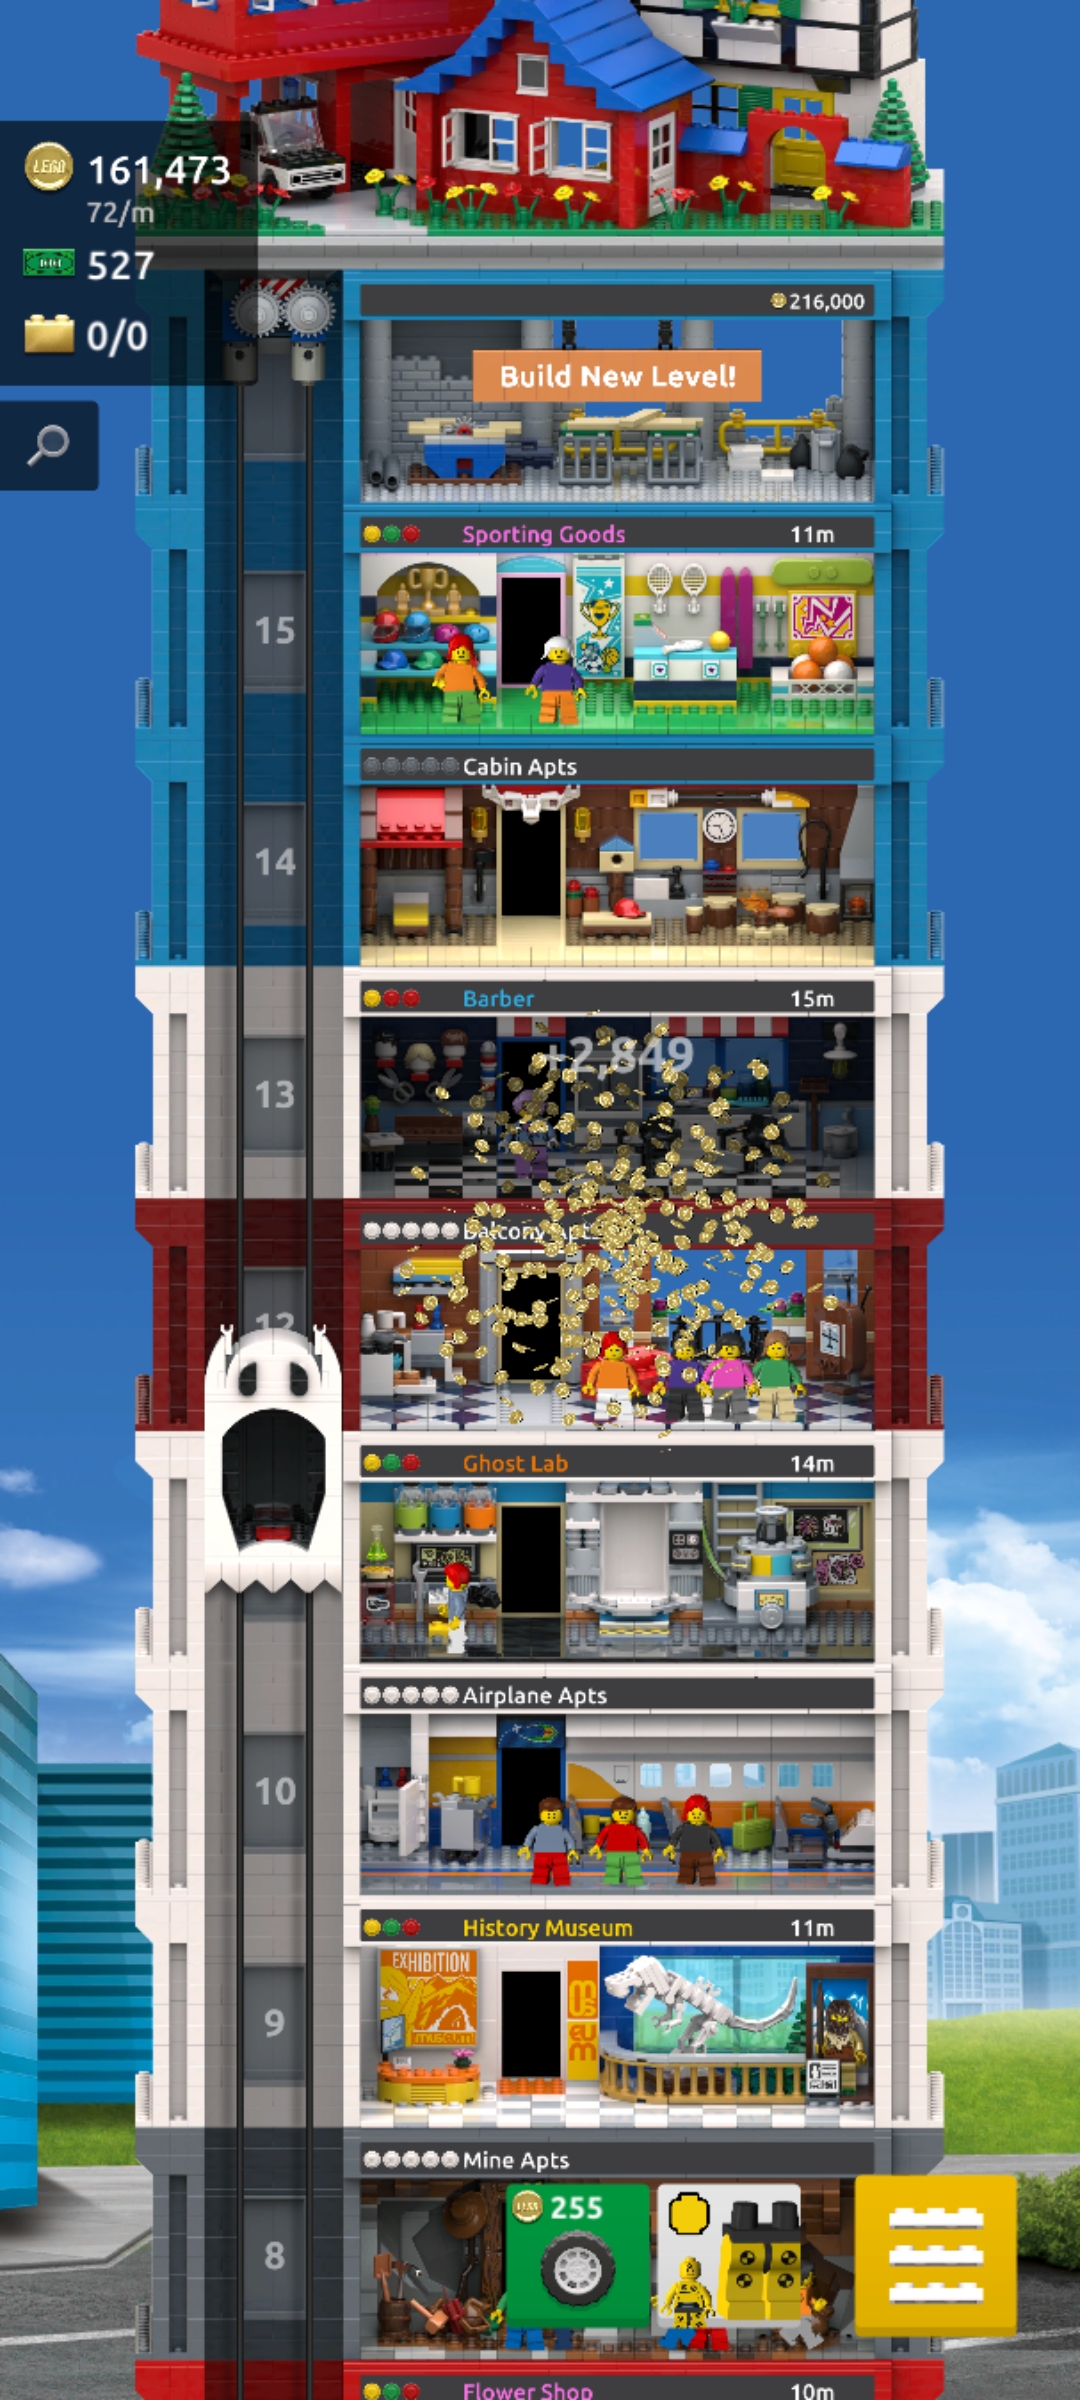 LEGO 161,473
72/m
527
0/0
216,000
Build New Level!
Sporting Goods 11m
15
Cabin Apts
14
Barber 15m
+2,849
13
Balcony Apts
12
Ghost Lab 14m
Airplane Apts
10
History Museum 11m
EXHIBITION
museum
MUSEUM
9
Mine Apts
255
8
Flower Shop 10m